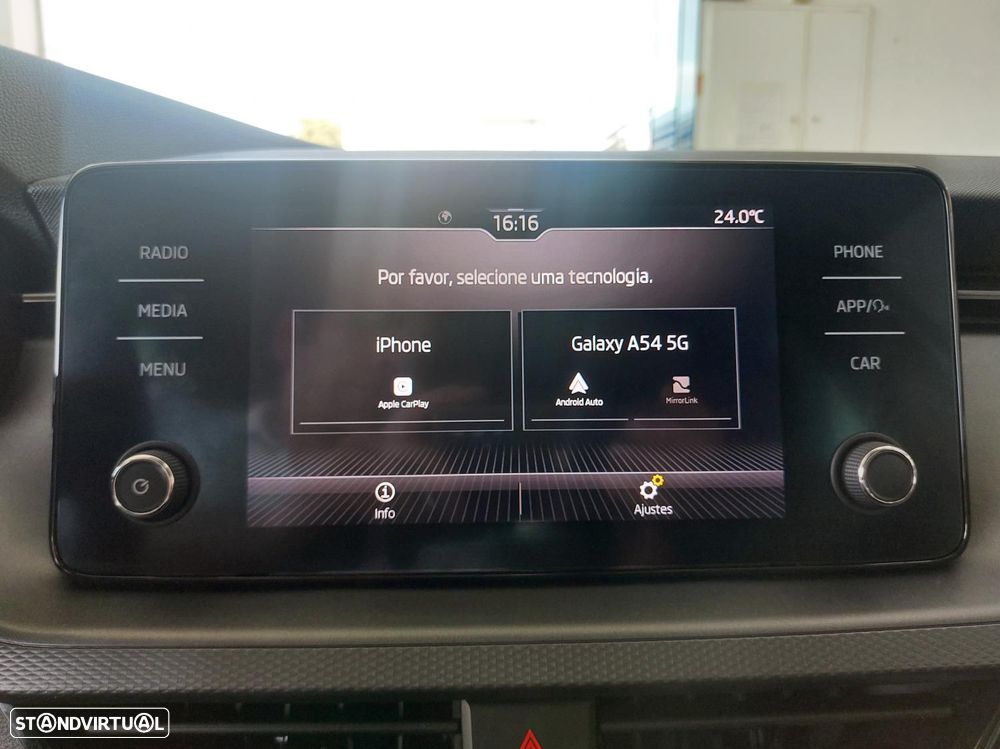 16:16
24.0°C
RADIO
MEDIA
MENU
Por favor, selecione uma tecnologia.
iPhone
Apple CarPlay
Galaxy A54 5G
Android Auto
MirrorLink
Info
Ajustes
PHONE
APP/
CAR
STANDVIRTUAL